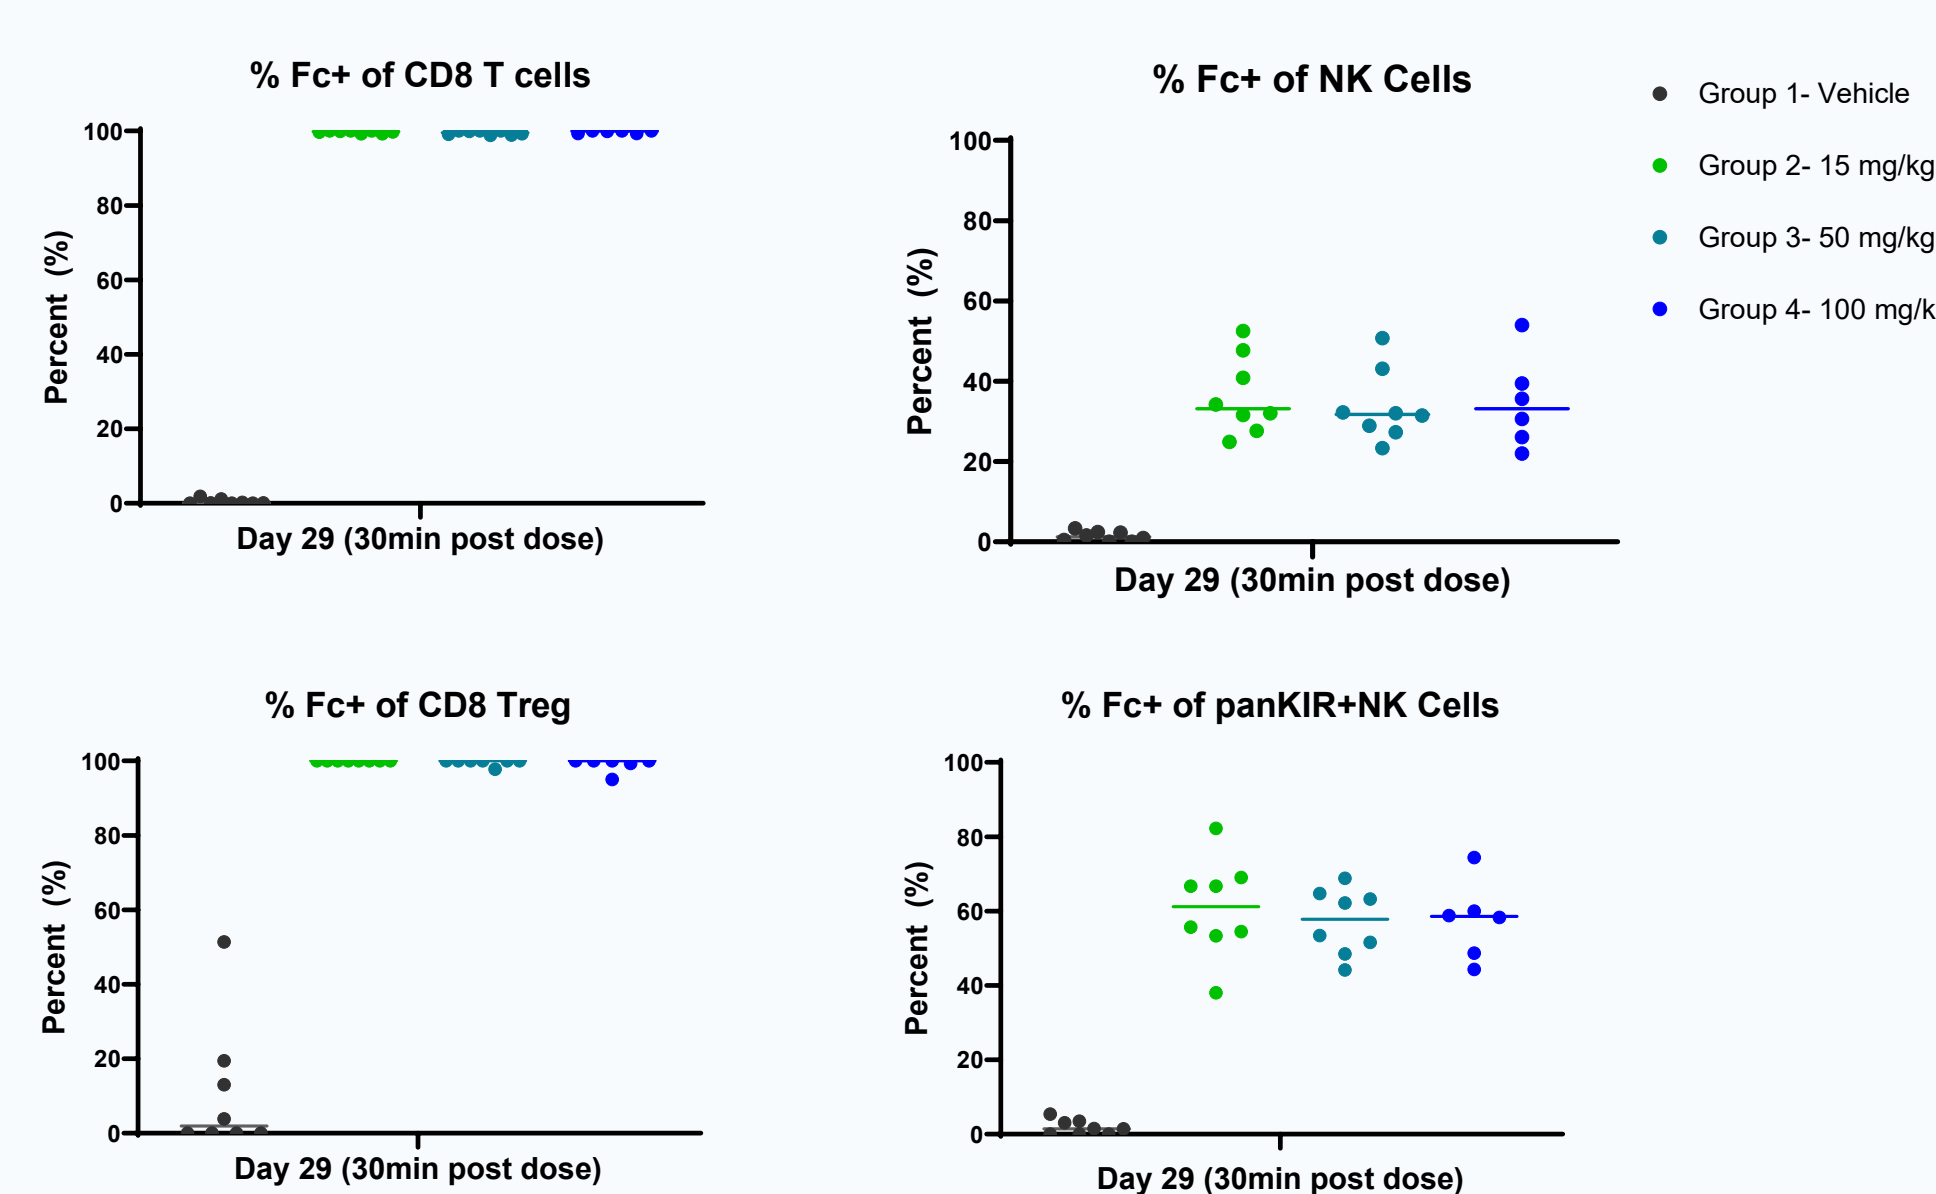 % Fc+ of CD8 T cells
Percent (%)
100
80
60
40
20
0
Day 29 (30min post dose)
% Fc+ of NK Cells
Percent (%)
100
80
60
40
20
0
Day 29 (30min post dose)
Group 1- Vehicle
Group 2- 15 mg/kg
Group 3- 50 mg/kg
Group 4- 100 mg/k
% Fc+ of CD8 Treg
Percent (%)
100
80
60
40
20
0
Day 29 (30min post dose)
% Fc+ of panKIR+NK Cells
Percent (%)
100
80
60
40
20
0
Day 29 (30min post dose)